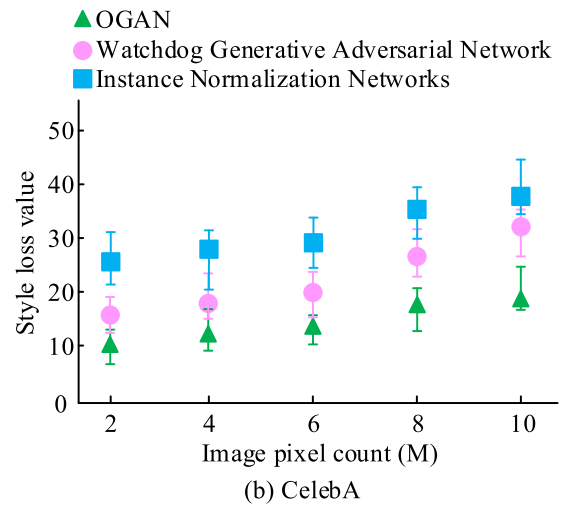 OGAN
Watchdog Generative Adversarial Network
Instance Normalization Networks
50
40
30
20
10
0
Style loss value
2 4 6 8 10
Image pixel count (M)
(b) CelebA